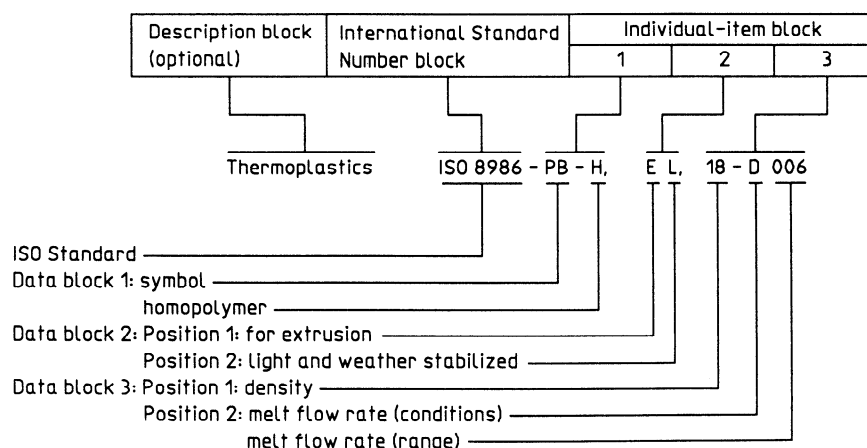 Description block International Standard Individual-item block
(optional) Number block 1 2 3
Thermoplastics ISO 8986 - PB - H, E L, 18 - D 006
ISO Standard
Data block 1: symbol
homopolymer
Data block 2: Position 1: for extrusion
Position 2: light and weather stabilized
Data block 3: Position 1: density
Position 2: melt flow rate (conditions)
melt flow rate (range)